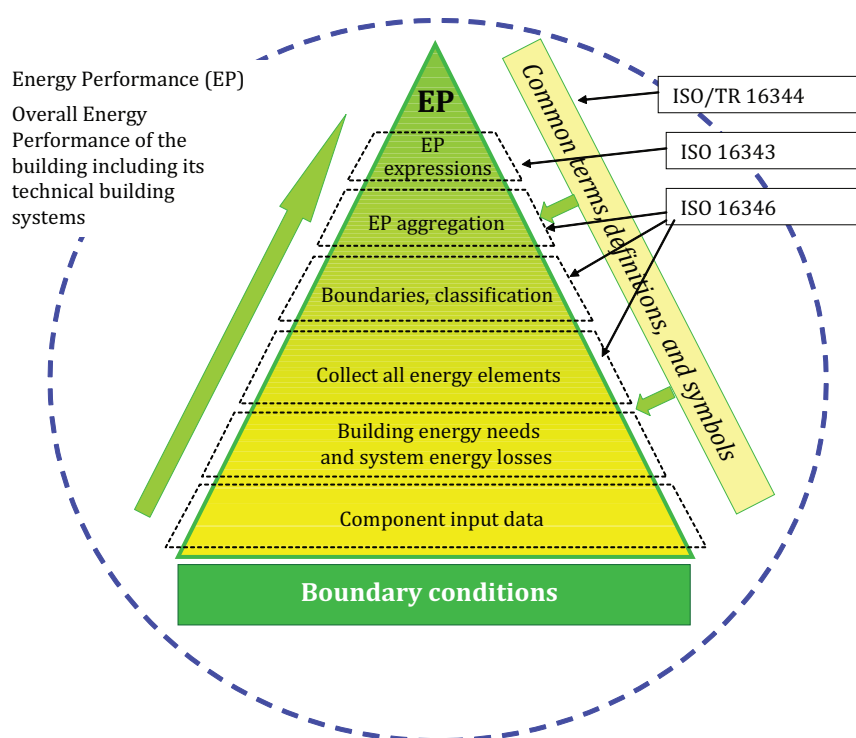 Energy Performance (EP)
Overall Energy
Performance of the
building including its
technical building
systems
EP
EP
expressions
EP aggregation
Boundaries, classification
Collect all energy elements
Building energy needs
and system energy losses
Component input data
Boundary conditions
Common terms, definitions, and symbols
ISO/TR 16344
ISO 16343
ISO 16346